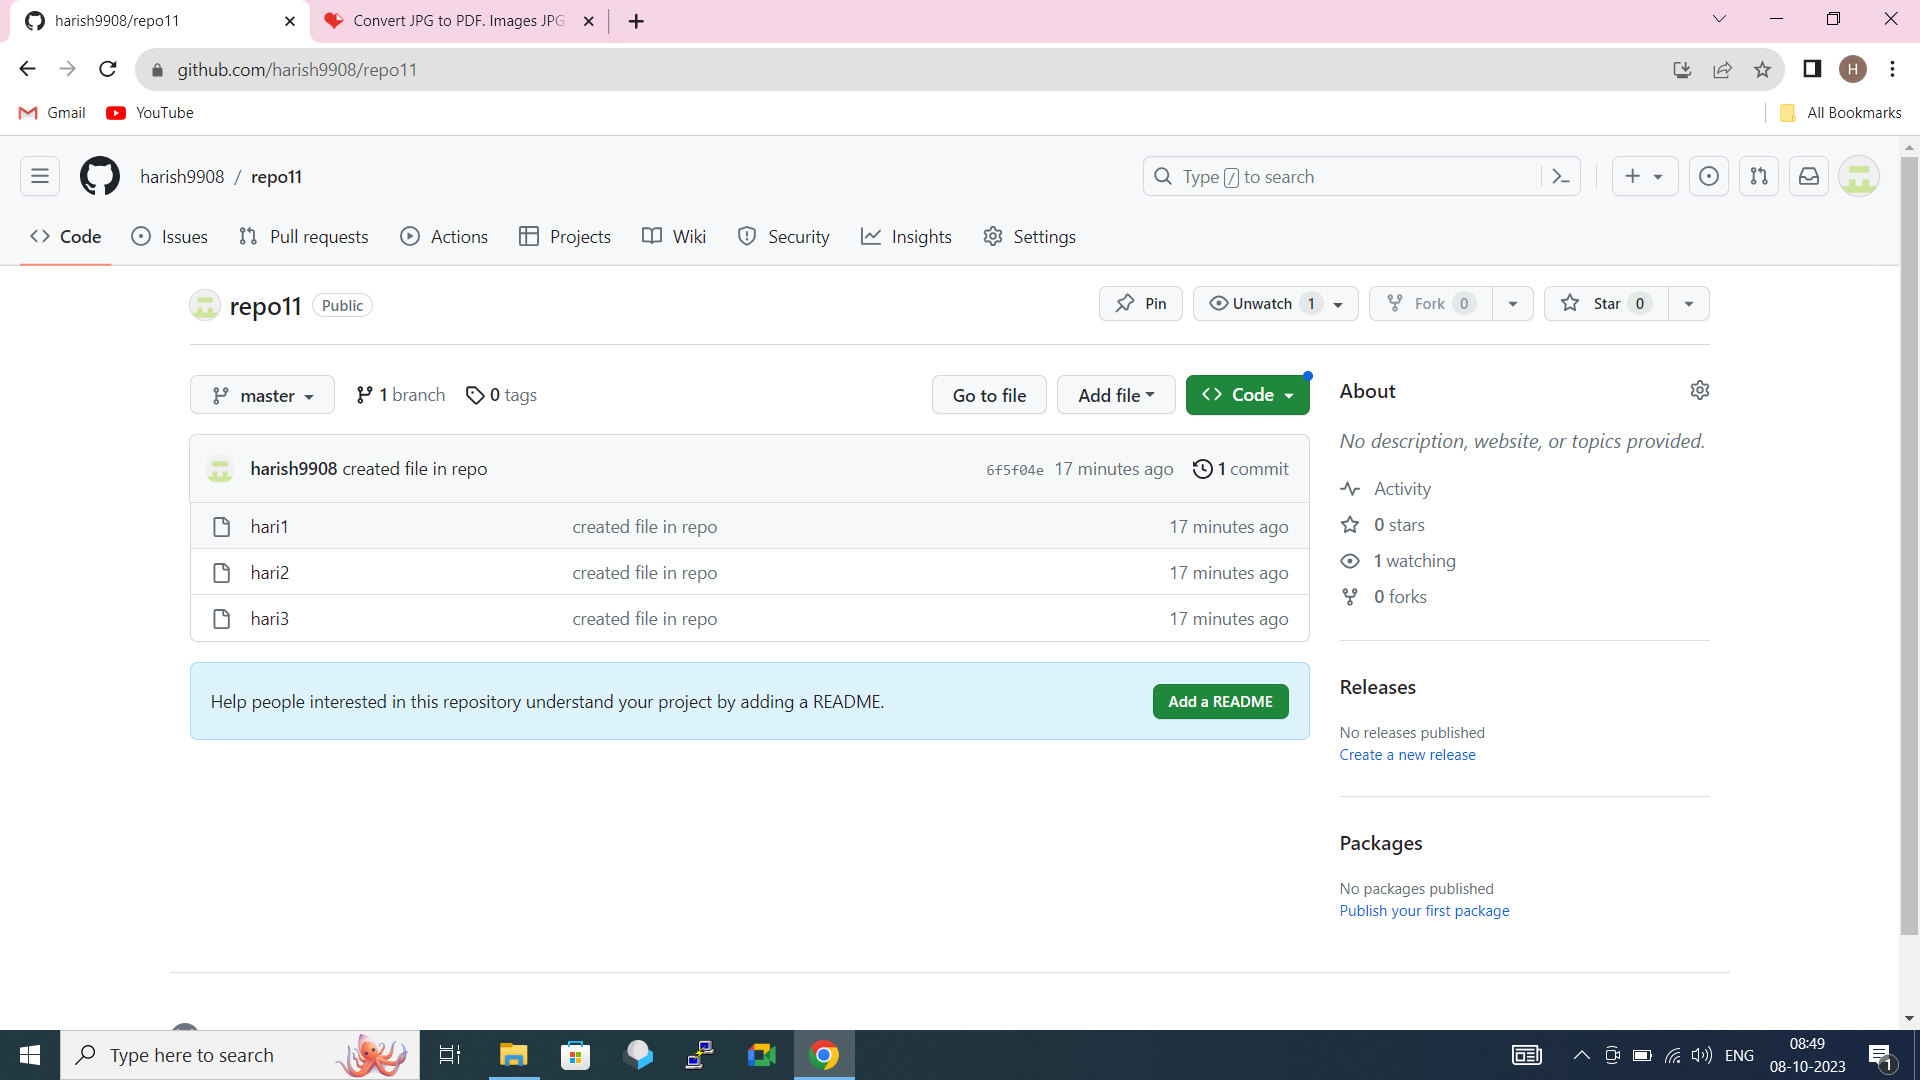 harish9908/repo11
Convert JPG to PDF. Images JPG
github.com/harish9908/repo11
H
Gmail
YouTube
All Bookmarks
harish9908 / repo11
Type / to search
Code
Issues
Pull requests
Actions
Projects
Wiki
Security
Insights
Settings
repo11 Public
Pin
Unwatch 1
Fork 0
Star 0
master
1 branch
0 tags
Go to file
Add file
Code
harish9908 created file in repo
6f5f04e 17 minutes ago
1 commit
hari1 created file in repo 17 minutes ago
hari2 created file in repo 17 minutes ago
hari3 created file in repo 17 minutes ago
Help people interested in this repository understand your project by adding a README.
Add a README
About
No description, website, or topics provided.
Activity
0 stars
1 watching
0 forks
Releases
No releases published
Create a new release
Packages
No packages published
Publish your first package
Type here to search
ENG
08:49
08-10-2023
1